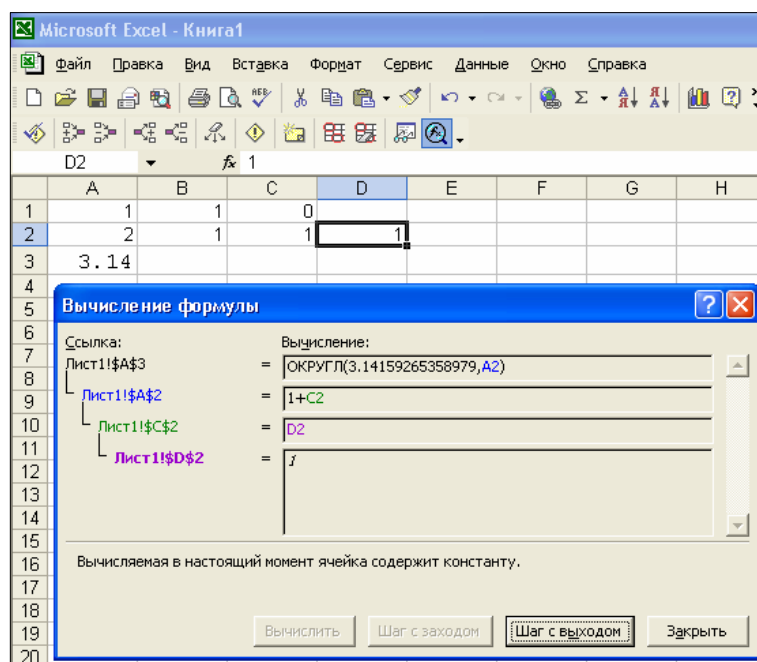 Microsoft Excel - Книга1
Файл Правка Вид Вставка Формат Сервис Данные Окно Справка
D2 fx 1
A B C D E F G H
1 1 1 0
2 2 1 1 1
3 3.14
4
5
6
7
8
9
10
11
12
13
14
15
16
17
18
19
20
Вычисление формулы
Ссылка: Вычисление:
Лист1!$A$3 = ОКРУГЛ(3.14159265358979,A2)
Лист1!$A$2 = 1+C2
Лист1!$C$2 = D2
Лист1!$D$2 = 1
Вычисляемая в настоящий момент ячейка содержит константу.
Вычислить Шаг с заходом Шаг с выходом Закрыть